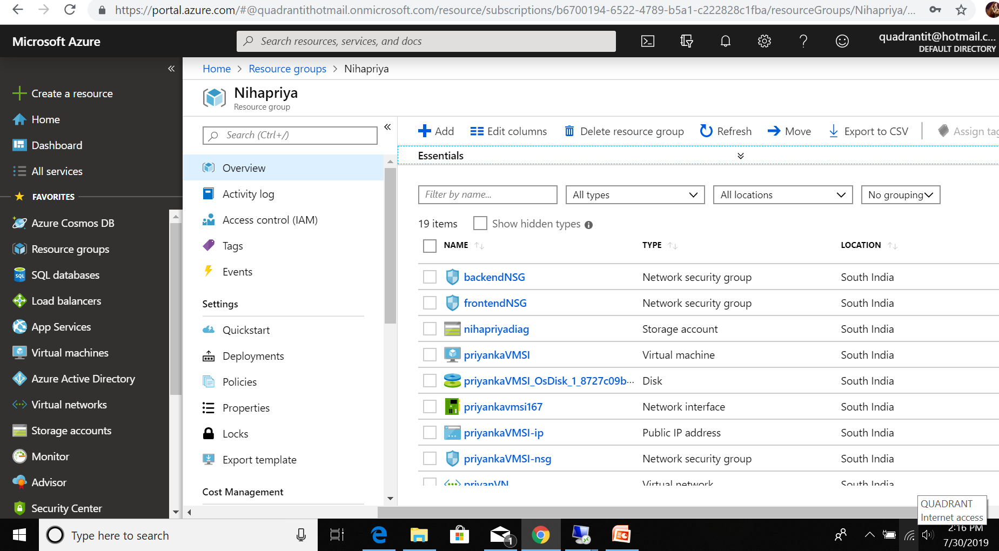 https://portal.azure.com/#@quadrantithotmail.onmicrosoft.com/resource/subscriptions/b6700194-6522-4789-b5a1-c222828c1fba/resourceGroups/Nihapriya/...
Microsoft Azure
Search resources, services, and docs
quadrantit@hotmail.c...
DEFAULT DIRECTORY
Home > Resource groups > Nihapriya
Nihapriya
Resource group
Create a resource
Home
Dashboard
All services
FAVORITES
Azure Cosmos DB
Resource groups
SQL databases
Load balancers
App Services
Virtual machines
Azure Active Directory
Virtual networks
Storage accounts
Monitor
Advisor
Security Center
Search (Ctrl+/)
Overview
Activity log
Access control (IAM)
Tags
Events
Settings
Quickstart
Deployments
Policies
Properties
Locks
Export template
Cost Management
Add Edit columns Delete resource group Refresh Move Export to CSV Assign tag
Essentials
Filter by name... All types All locations No grouping
19 items Show hidden types
NAME TYPE LOCATION
backendNSG Network security group South India
frontendNSG Network security group South India
nihapriyadiag Storage account South India
priyankaVMSI Virtual machine South India
priyankaVMSI_OsDisk_1_8727c09b... Disk South India
priyankavmsi167 Network interface South India
priyankaVMSI-ip Public IP address South India
priyankaVMSI-nsg Network security group South India
priyanVN Virtual network South India
QUADRANT
Internet access
Type here to search
1
2:16 PM
7/30/2019